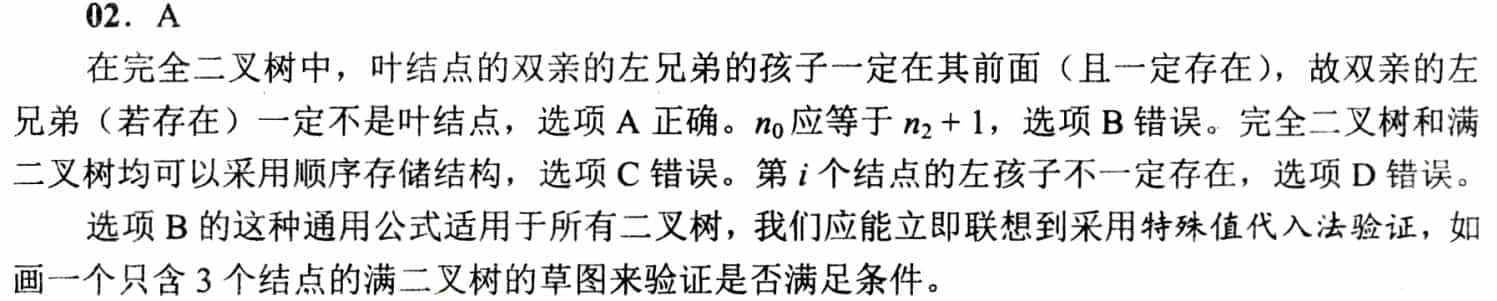 02. A
在完全二叉树中，叶结点的双亲的左兄弟的孩子一定在其前面（且一定存在），故双亲的左
兄弟（若存在）一定不是叶结点，选项 A 正确。n₀应等于 n₂ + 1，选项 B 错误。完全二叉树和满
二叉树均可以采用顺序存储结构，选项 C 错误。第 i 个结点的左孩子不一定存在，选项 D 错误。
选项 B 的这种通用公式适用于所有二叉树，我们应能立即联想到采用特殊值代入法验证，如
画一个只含 3 个结点的满二叉树的草图来验证是否满足条件。